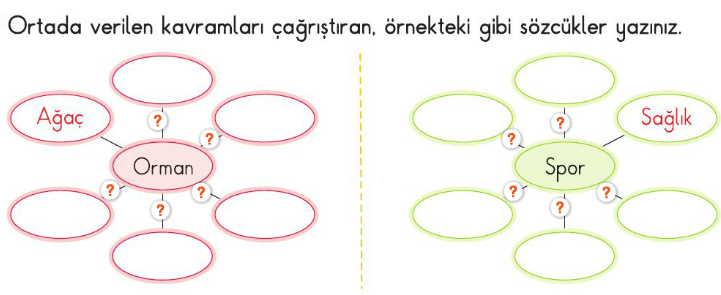 Ortada verilen kavramları çağrıştıran, örnekteki gibi sözcükler yazınız.
Ağaç
?
?
Orman
?
?
?
Sağlık
?
?
Spor
?
?
?